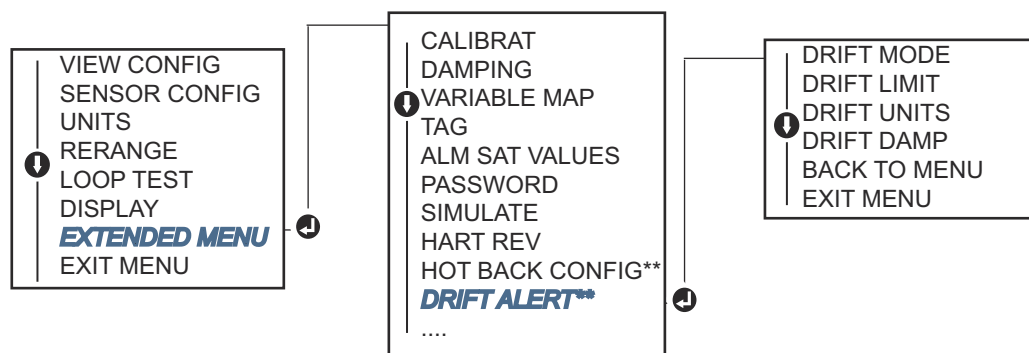 VIEW CONFIG
SENSOR CONFIG
UNITS
RERANGE
LOOP TEST
DISPLAY
EXTENDED MENU
EXIT MENU
CALIBRAT
DAMPING
VARIABLE MAP
TAG
ALM SAT VALUES
PASSWORD
SIMULATE
HART REV
HOT BACK CONFIG**
DRIFT ALERT**
....
DRIFT MODE
DRIFT LIMIT
DRIFT UNITS
DRIFT DAMP
BACK TO MENU
EXIT MENU